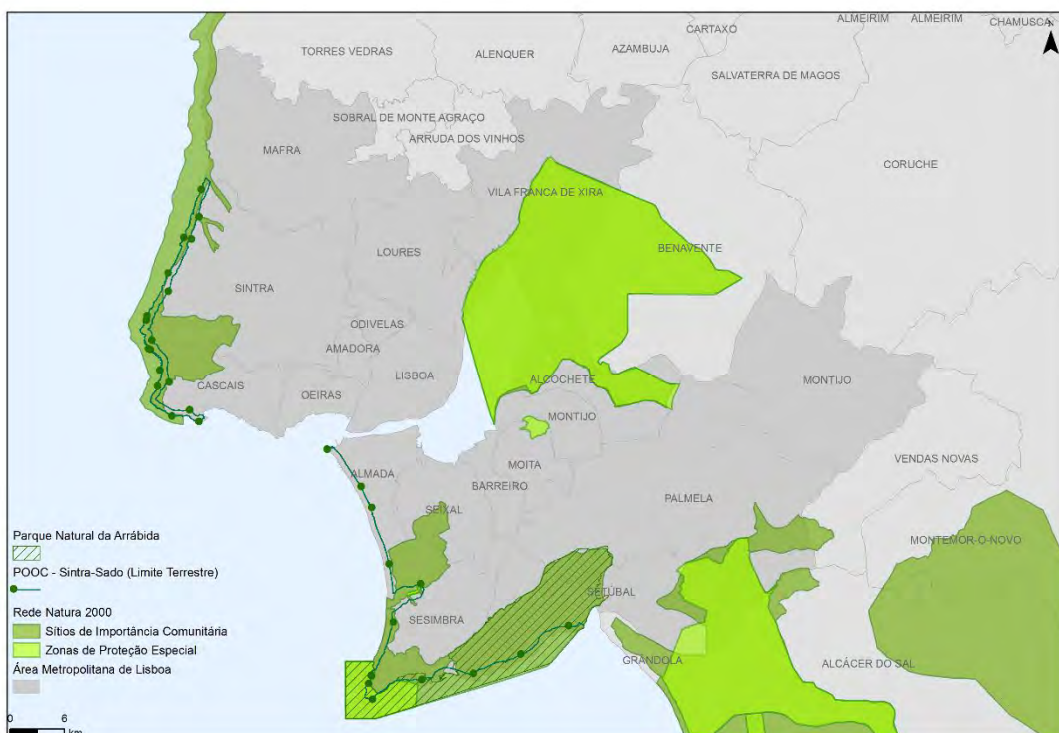 CARTAXO
ALMEIRIM
ALMEIRIM
CHAMUSCA
TORRES VEDRAS
ALENQUER
AZAMBUJA
SALVATERRA DE MAGOS
SOBRAL DE MONTE AGRAÇO
ARRUDA DOS VINHOS
MAFRA
CORUCHE
VILA FRANCA DE XIRA
BENAVENTE
LOURES
SINTRA
ODIVELAS
AMADORA
LISBOA
CASCAIS
OEIRAS
ALCOCHETE
MONTIJO
MONTIJO
ALMADA
MOITA
BARREIRO
SEIXAL
PALMELA
VENDAS NOVAS
MONTEMOR-O-NOVO
SETÚBAL
SESIMBRA
GRÂNDOLA
ALCÁCER DO SAL
Parque Natural da Arrábida
POOC - Sintra-Sado (Limite Terrestre)
Rede Natura 2000
Sítios de Importância Comunitária
Zonas de Proteção Especial
Área Metropolitana de Lisboa
0 6
km